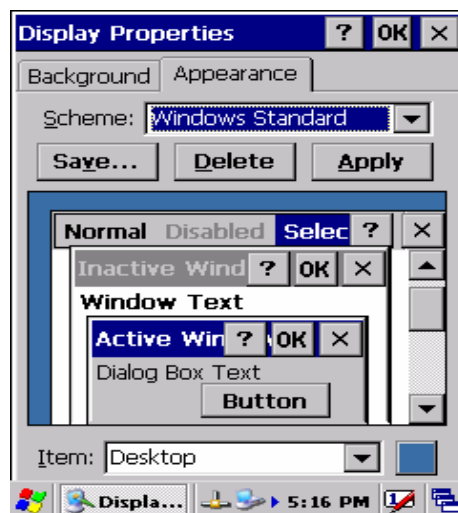 Display Properties ? OK ×
Background Appearance
Scheme: Windows Standard
Save... Delete Apply
Normal Disabled Selec ? ×
Inactive Wind ? OK ×
Window Text
Active Win ? OK ×
Dialog Box Text
Button
Item: Desktop
Displa... 5:16 PM